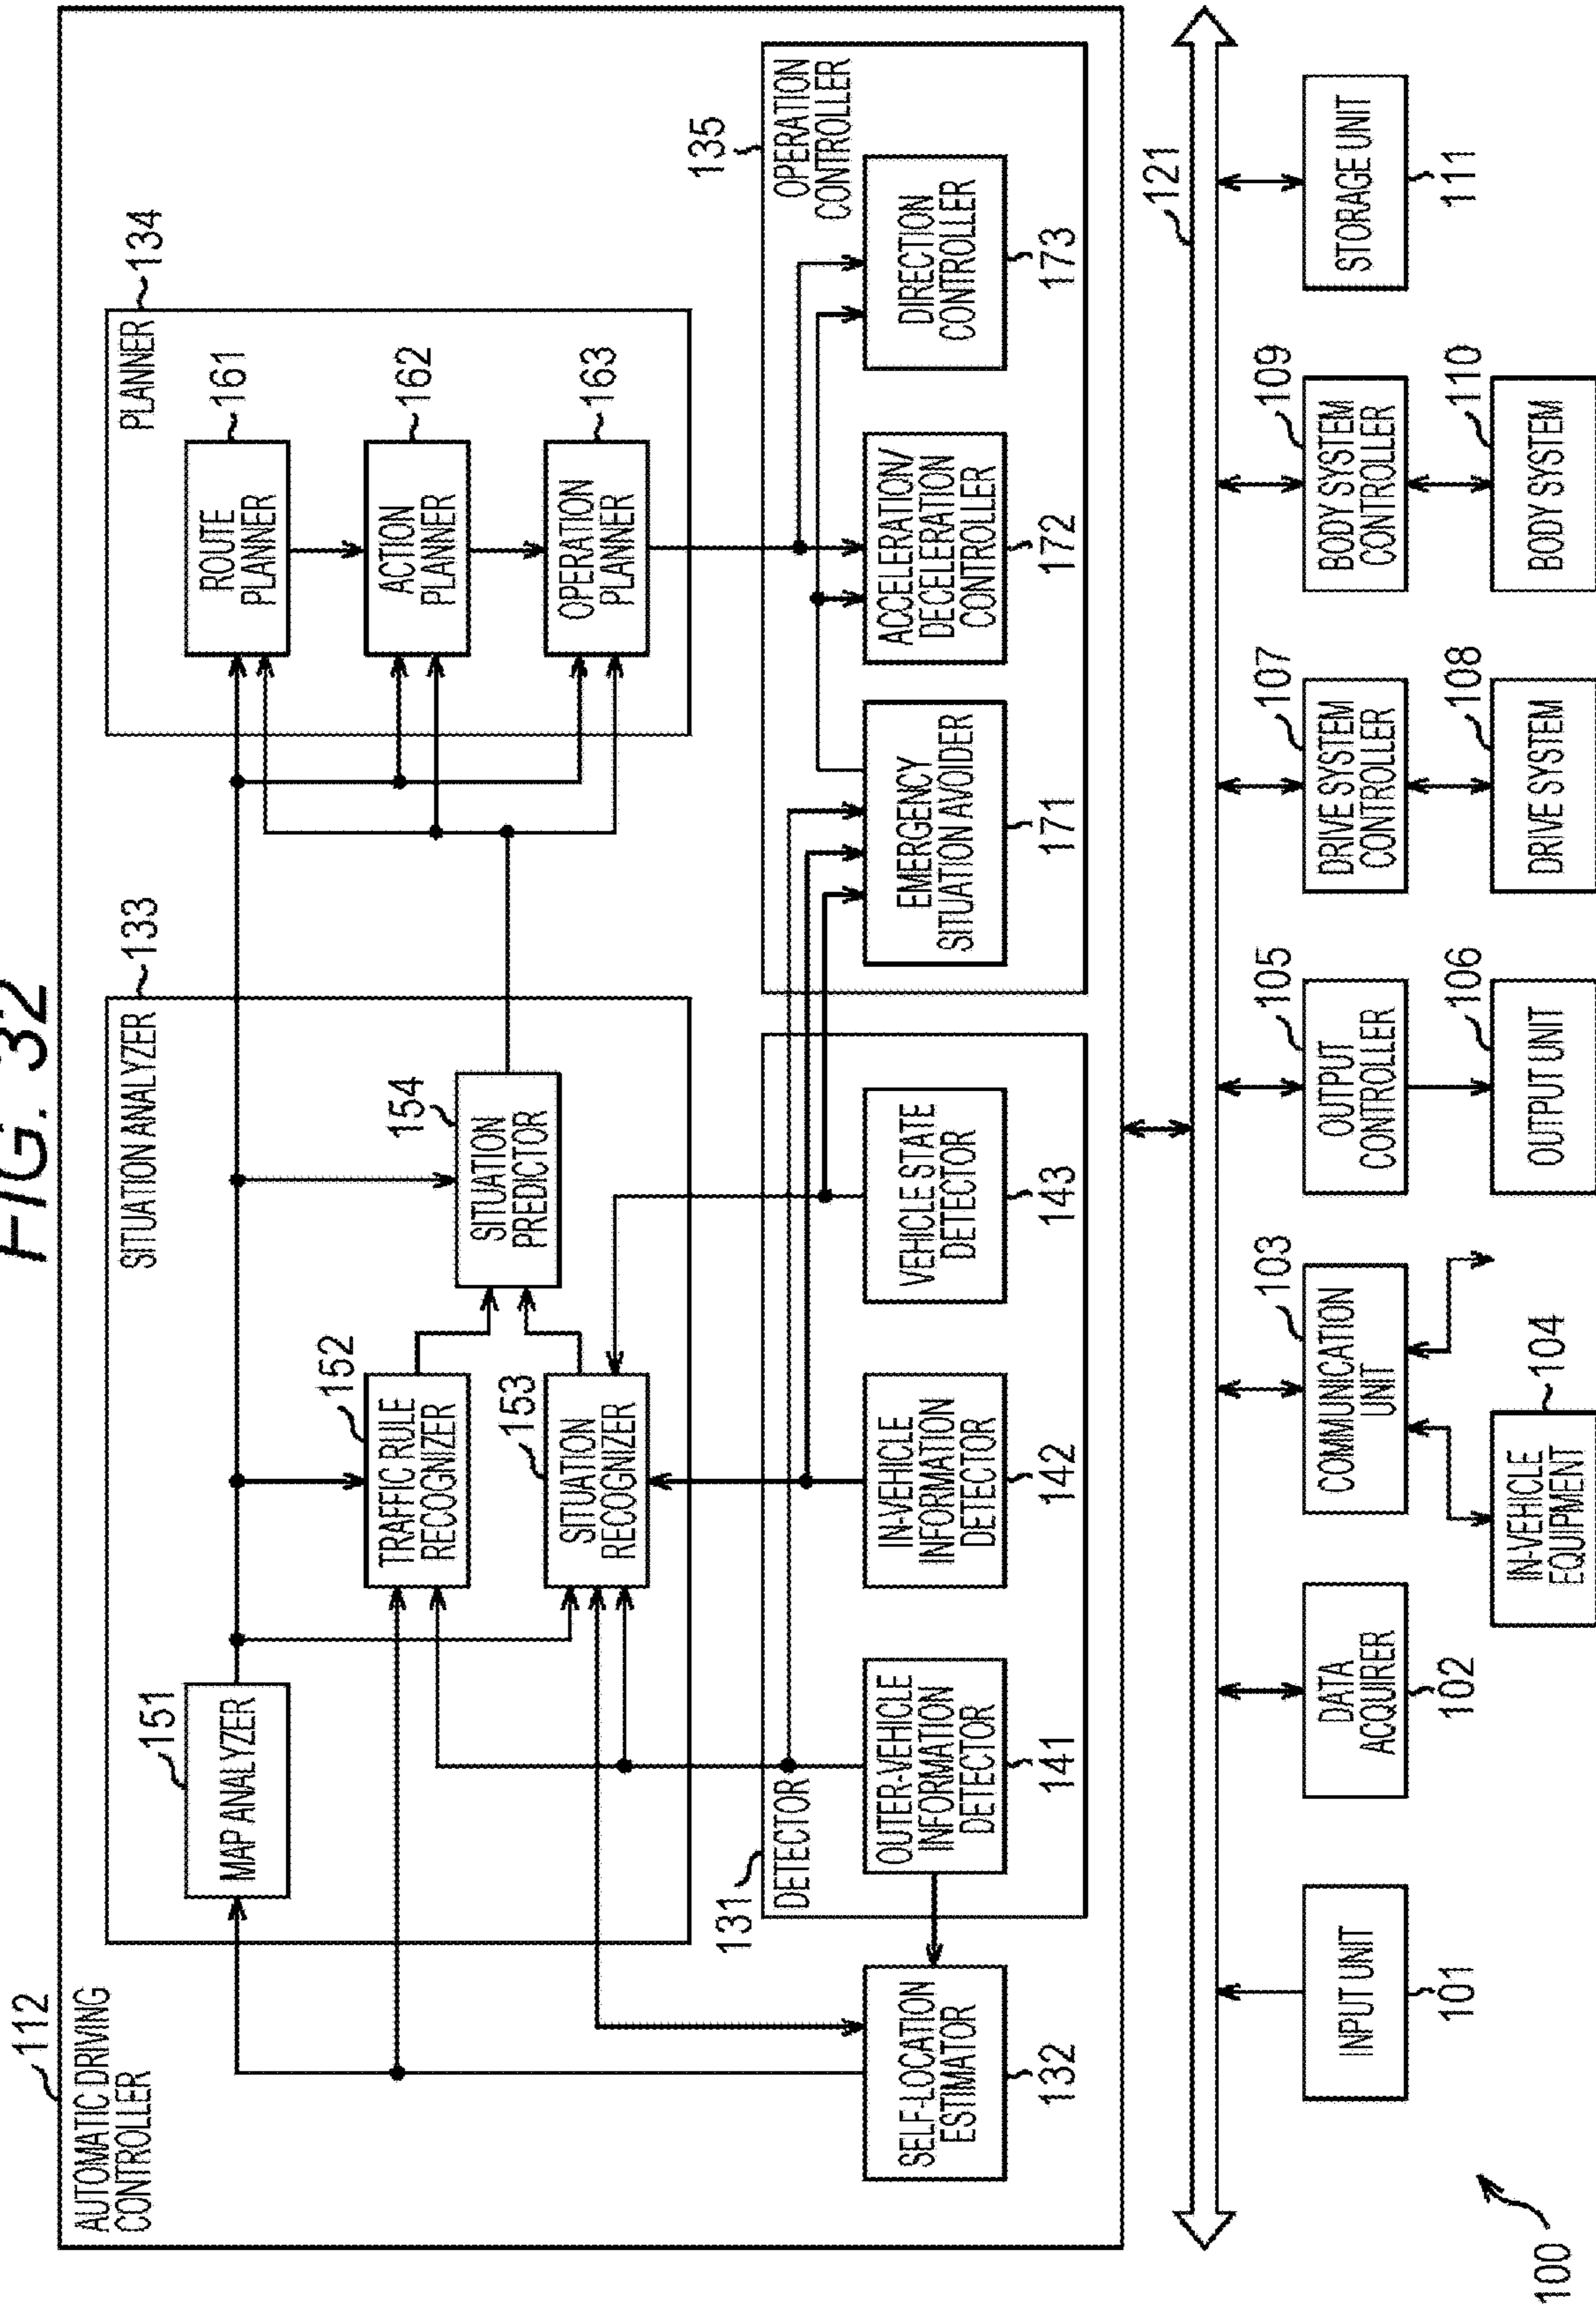 FIG. 32
112
AUTOMATIC DRIVING
CONTROLLER
SITUATION ANALYZER
133
151
MAP ANALYZER
152
TRAFFIC RULE
RECOGNIZER
153
SITUATION
RECOGNIZER
154
SITUATION
PREDICTOR
PLANNER
134
ROUTE
PLANNER
161
ACTION
PLANNER
162
OPERATION
PLANNER
163
SELF-LOCATION
ESTIMATOR
132
131
DETECTOR
OUTER-VEHICLE
INFORMATION
DETECTOR
141
IN-VEHICLE
INFORMATION
DETECTOR
142
VEHICLE STATE
DETECTOR
143
135
OPERATION
CONTROLLER
EMERGENCY
SITUATION AVOIDER
171
ACCELERATION/
DECELERATION
CONTROLLER
172
DIRECTION
CONTROLLER
173
121
INPUT UNIT
101
DATA
ACQUIRER
102
103
COMMUNICATION
UNIT
104
IN-VEHICLE
EQUIPMENT
105
OUTPUT
CONTROLLER
106
OUTPUT UNIT
107
DRIVE SYSTEM
CONTROLLER
108
DRIVE SYSTEM
109
BODY SYSTEM
CONTROLLER
110
BODY SYSTEM
STORAGE UNIT
111
100